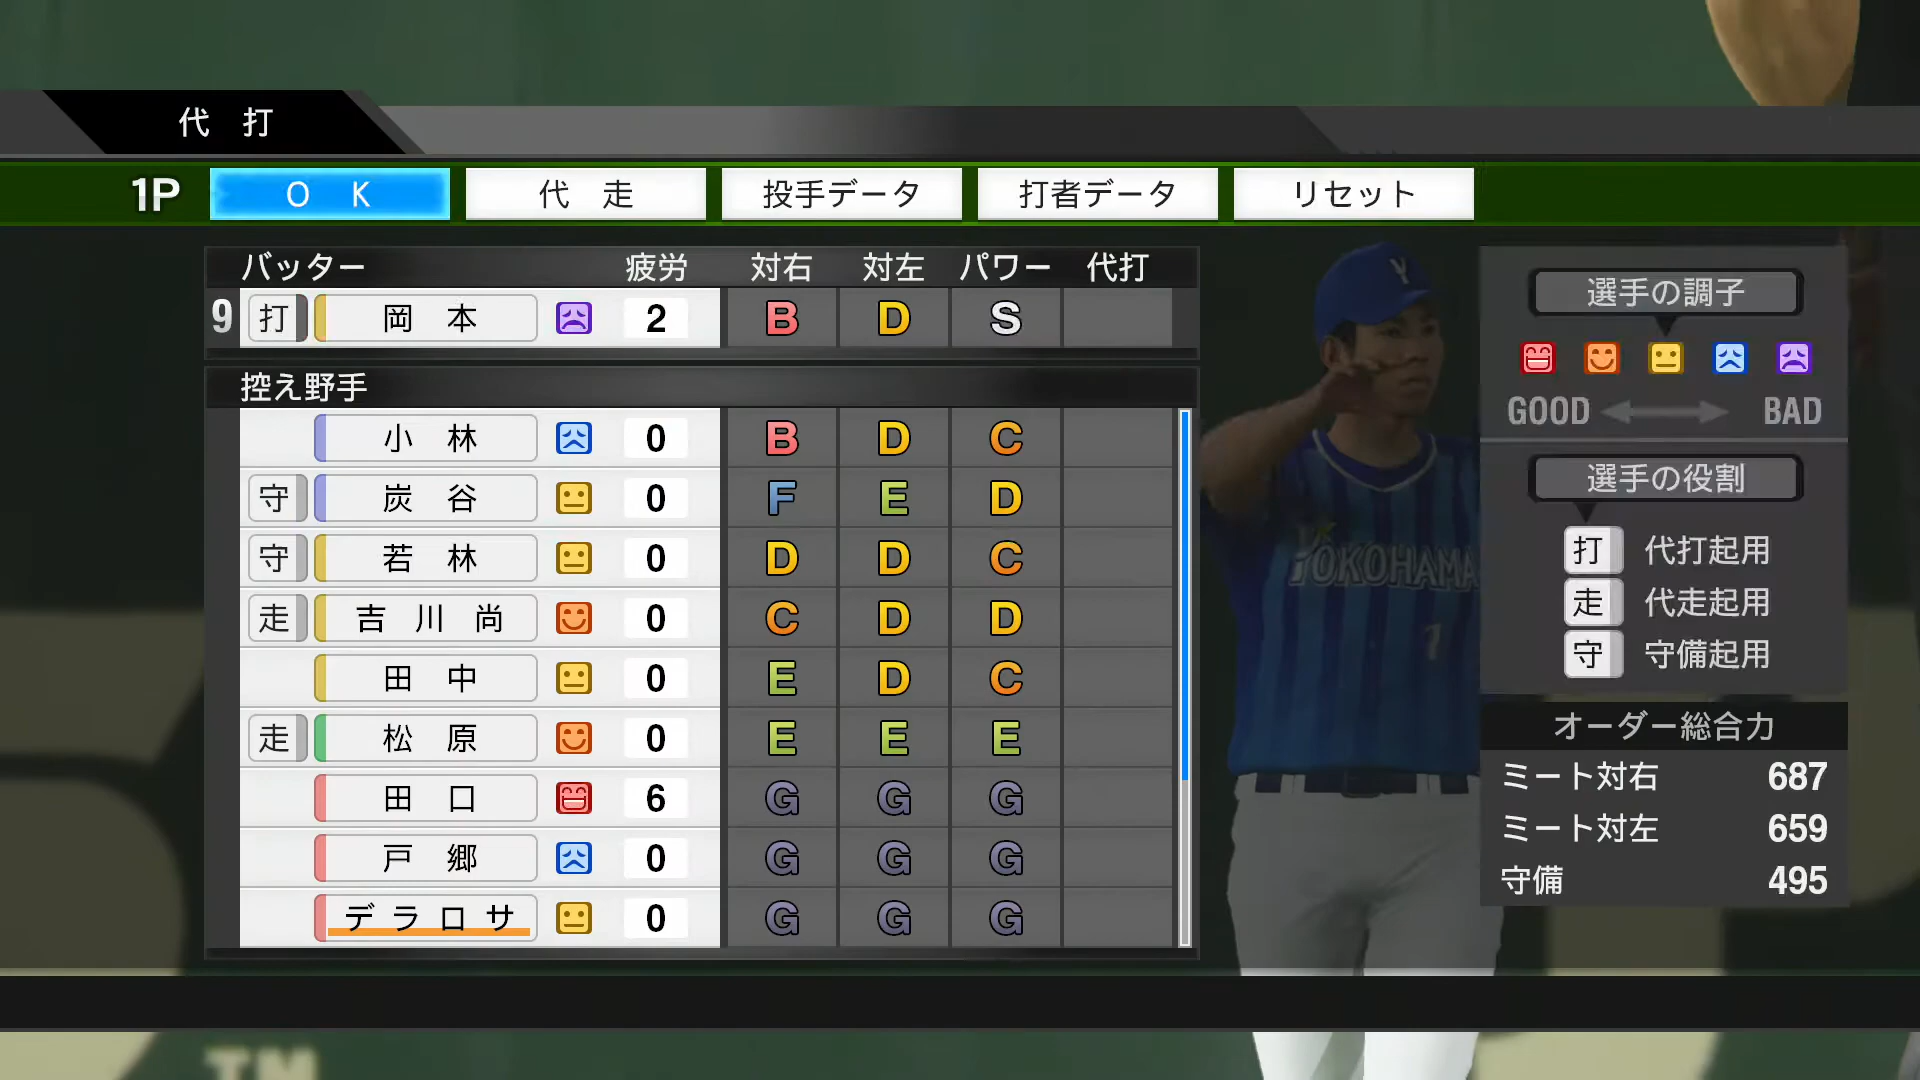 代 打
1P OK 代 走 投手データ 打者データ リセット
バッター 疲労 対右 対左 パワー 代打
9 打 岡 本 2 B D S
控え野手
小 林 0 B D C
守 炭 谷 0 F E D
守 若 林 0 D D C
走 吉 川 尚 0 C D D
田 中 0 E D C
走 松 原 0 E E E
田 口 6 G G G
戸 郷 0 G G G
デ ラ ロ サ 0 G G G
選手の調子
GOOD BAD
選手の役割
打 代打起用
走 代走起用
守 守備起用
オーダー総合力
ミート対右 687
ミート対左 659
守備 495
Y
YOKOHAMA
1
TM